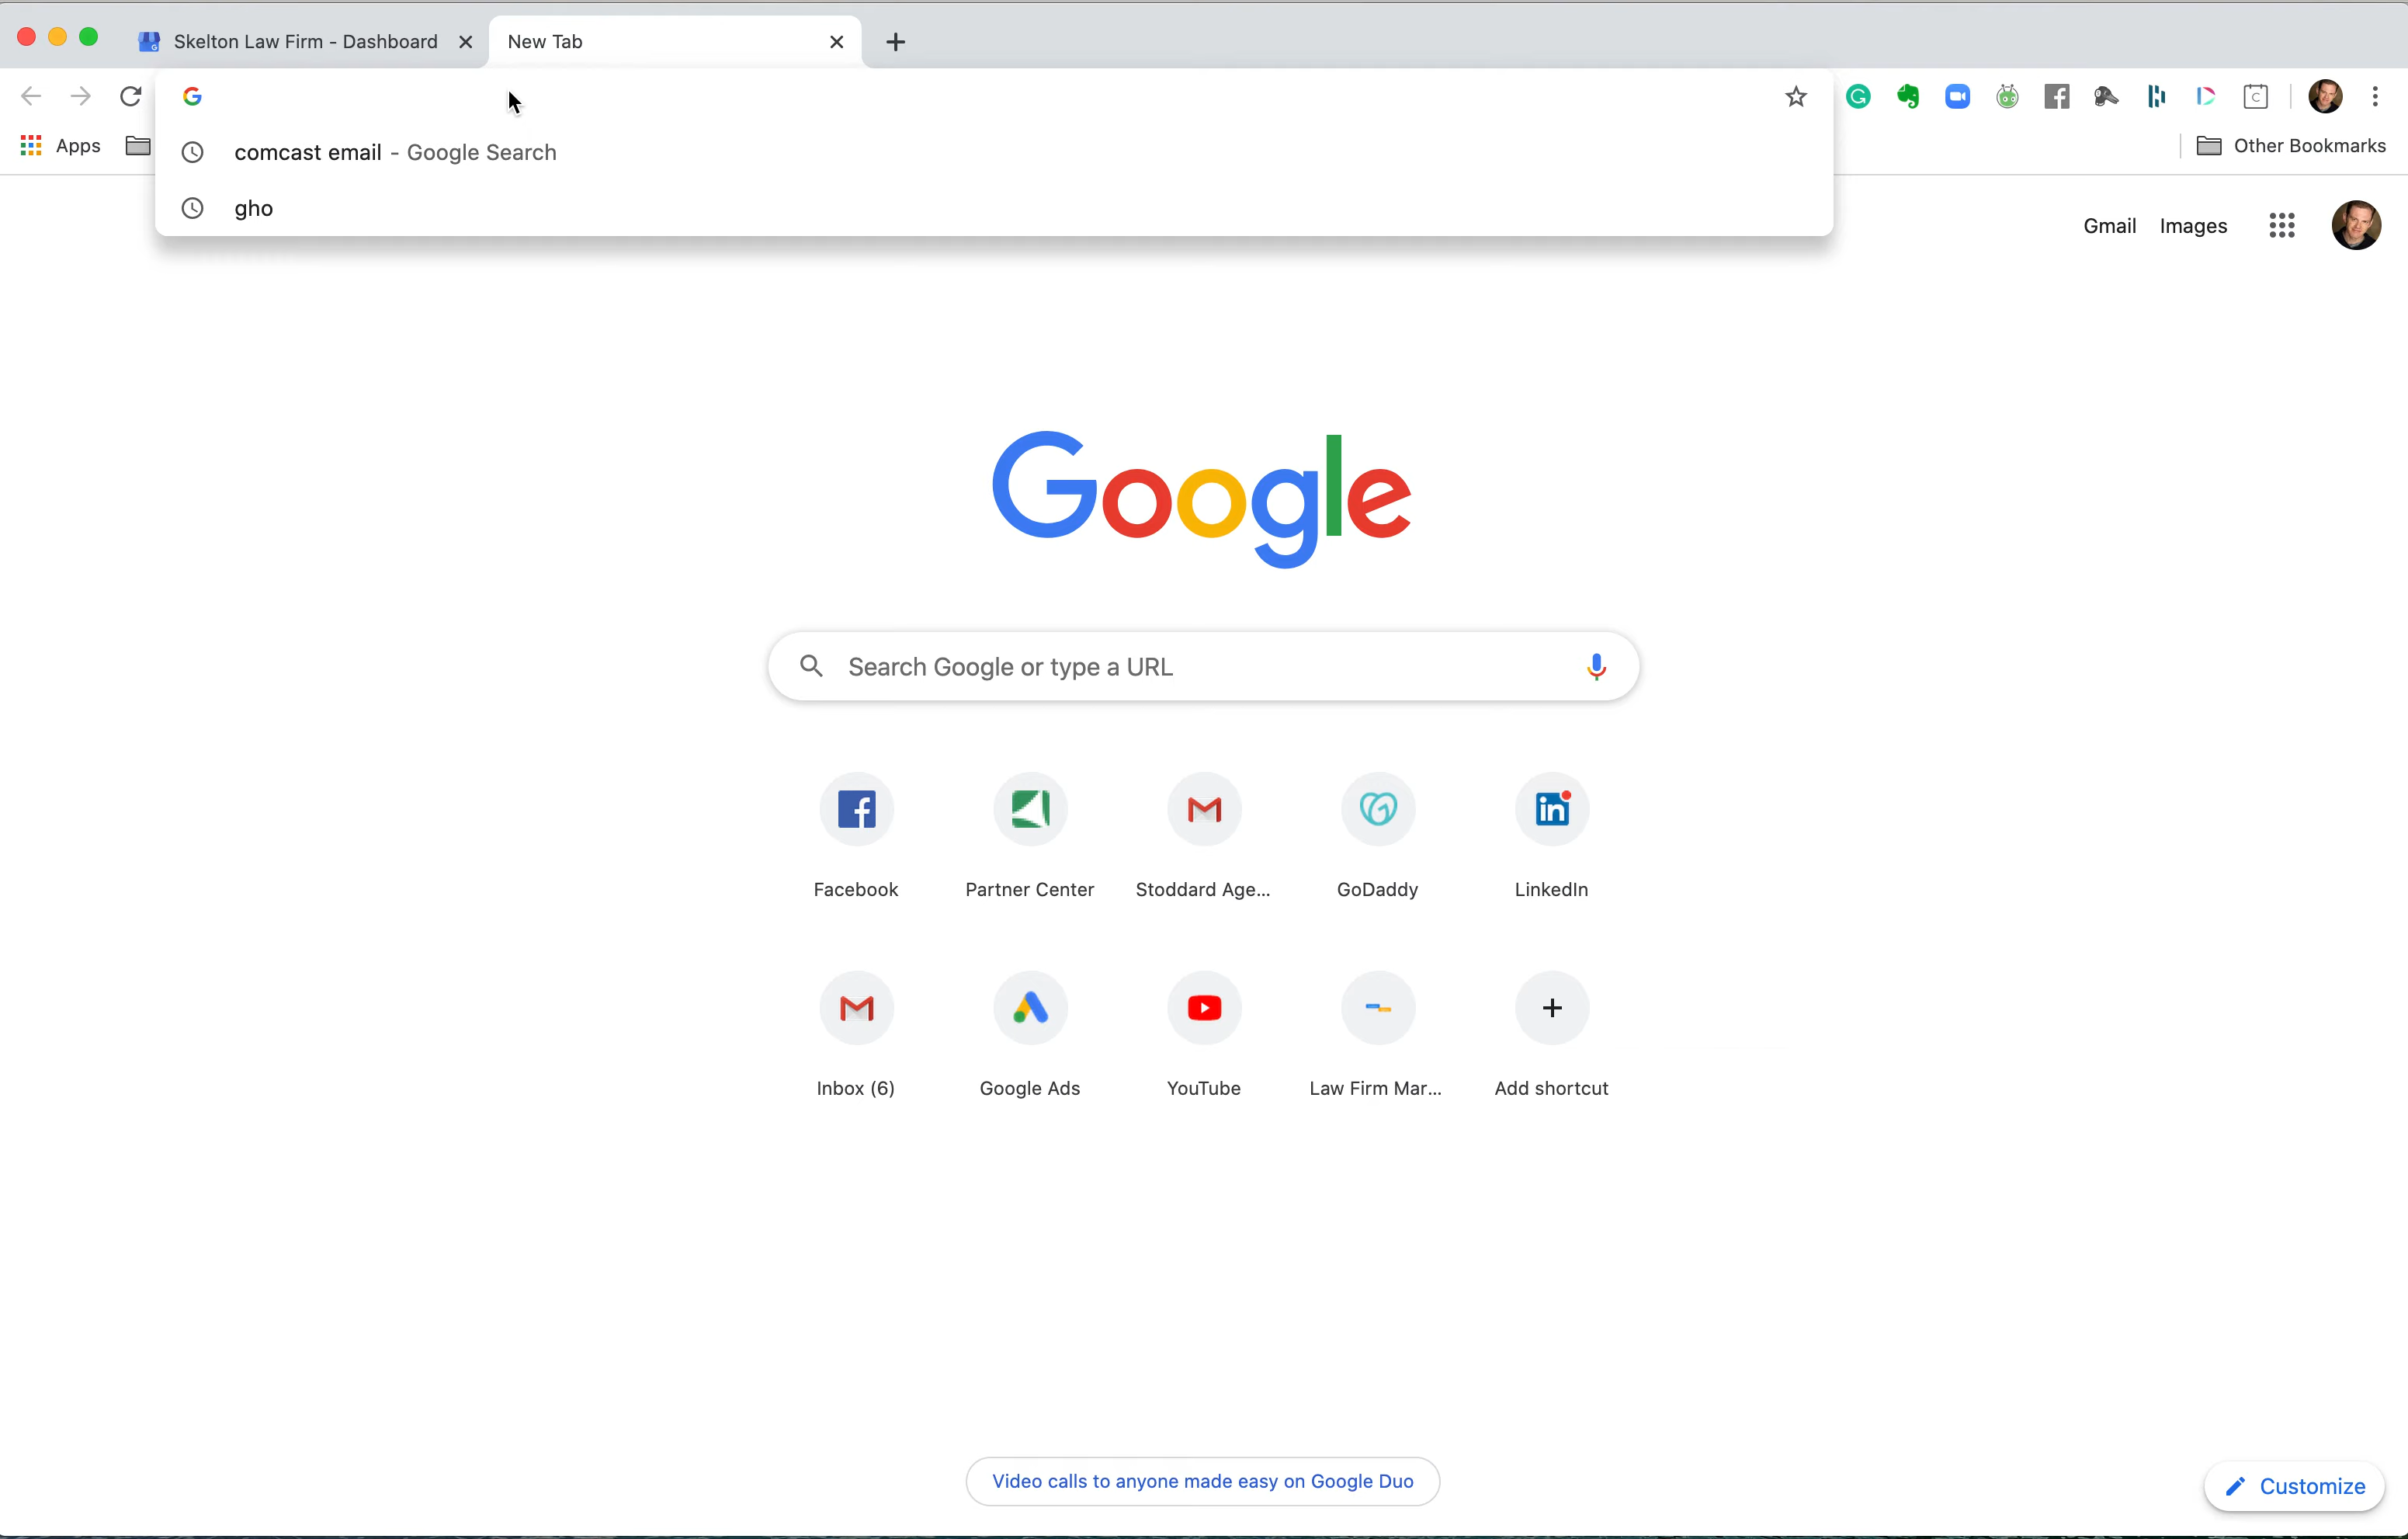 Skelton Law Firm - Dashboard
New Tab
comcast email - Google Search
Apps
Other Bookmarks
gho
Gmail
Images
Google
Search Google or type a URL
Facebook
Partner Center
Stoddard Age...
GoDaddy
LinkedIn
Inbox (6)
Google Ads
YouTube
Law Firm Mar...
Add shortcut
Video calls to anyone made easy on Google Duo
Customize